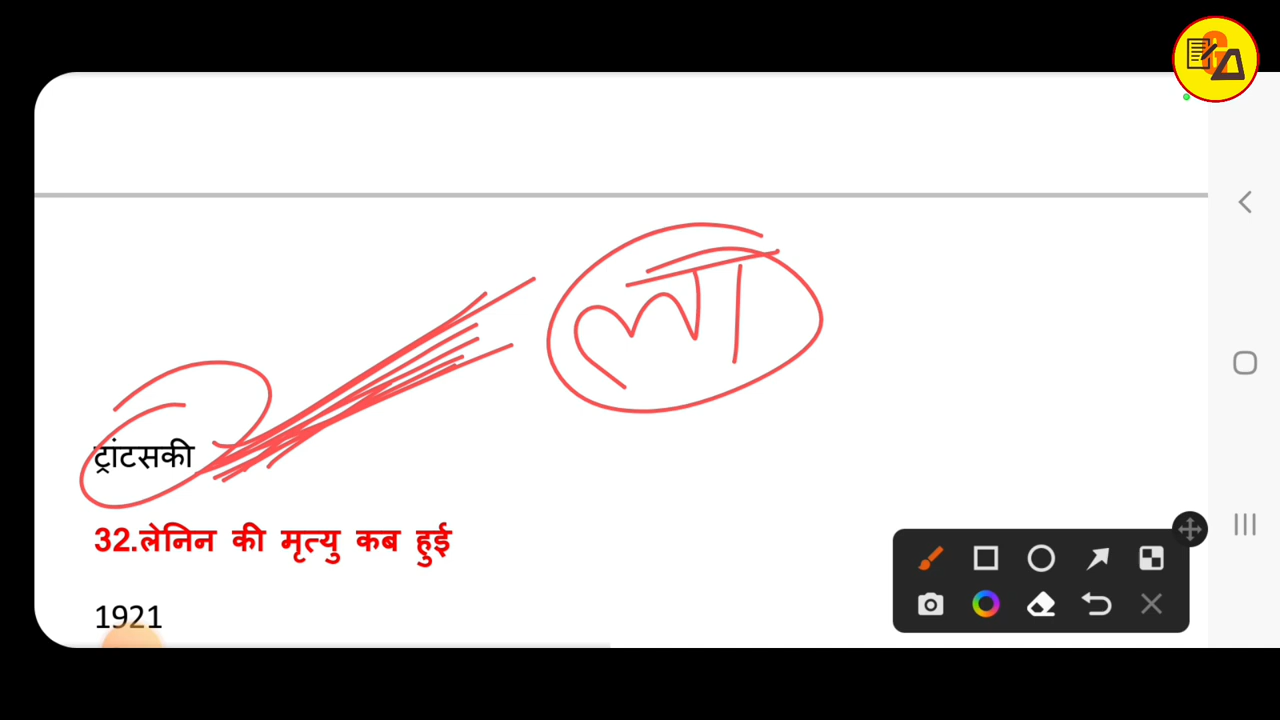 ला
ट्रांटसकी
32.लेनिन की मृत्यु कब हुई
1921